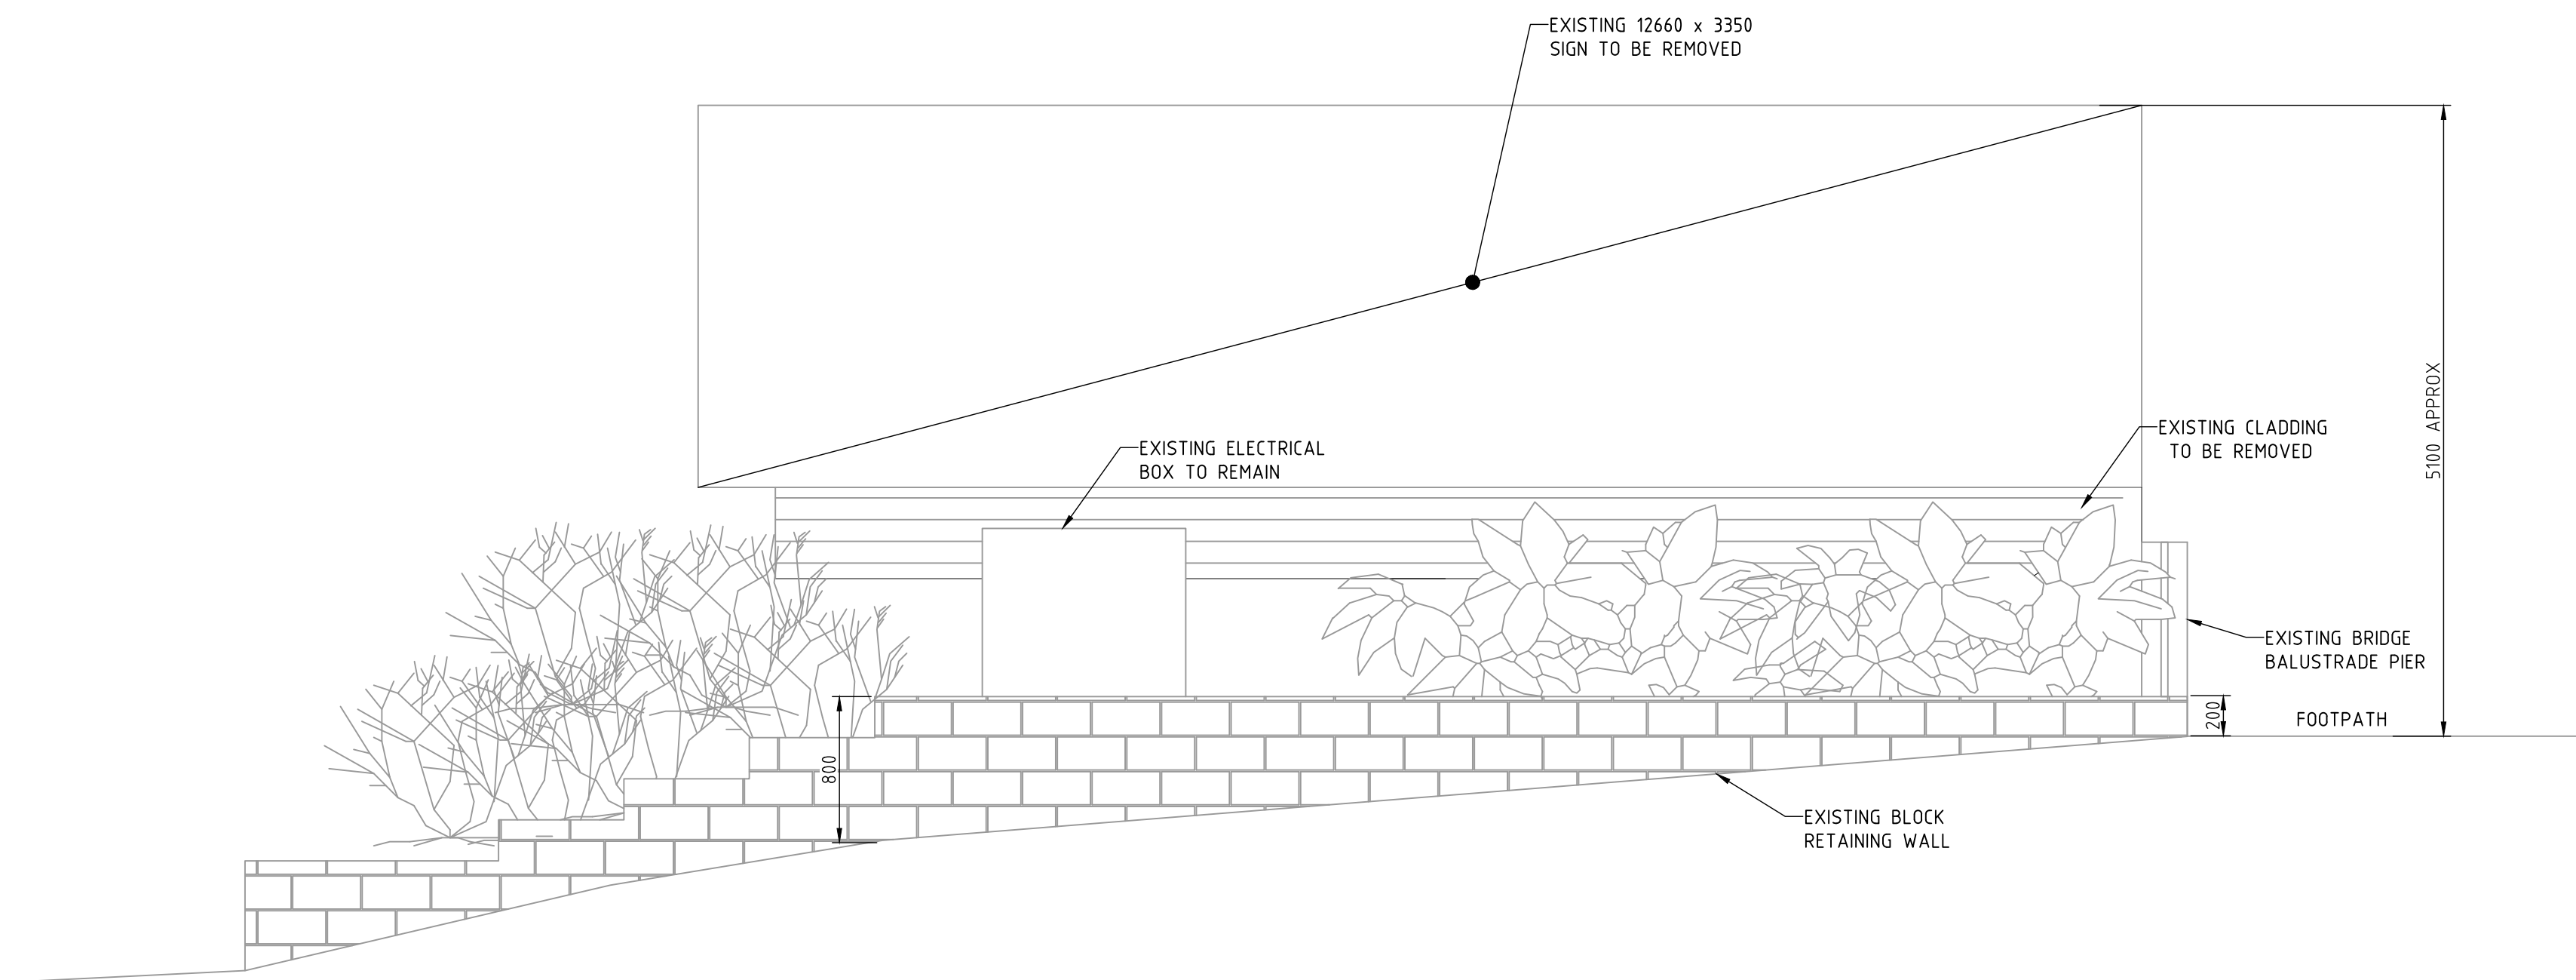 EXISTING 12660 x 3350
SIGN TO BE REMOVED
5100 APPROX
EXISTING CLADDING
TO BE REMOVED
EXISTING ELECTRICAL
BOX TO REMAIN
EXISTING BRIDGE
BALUSTRADE PIER
200
FOOTPATH
800
EXISTING BLOCK
RETAINING WALL